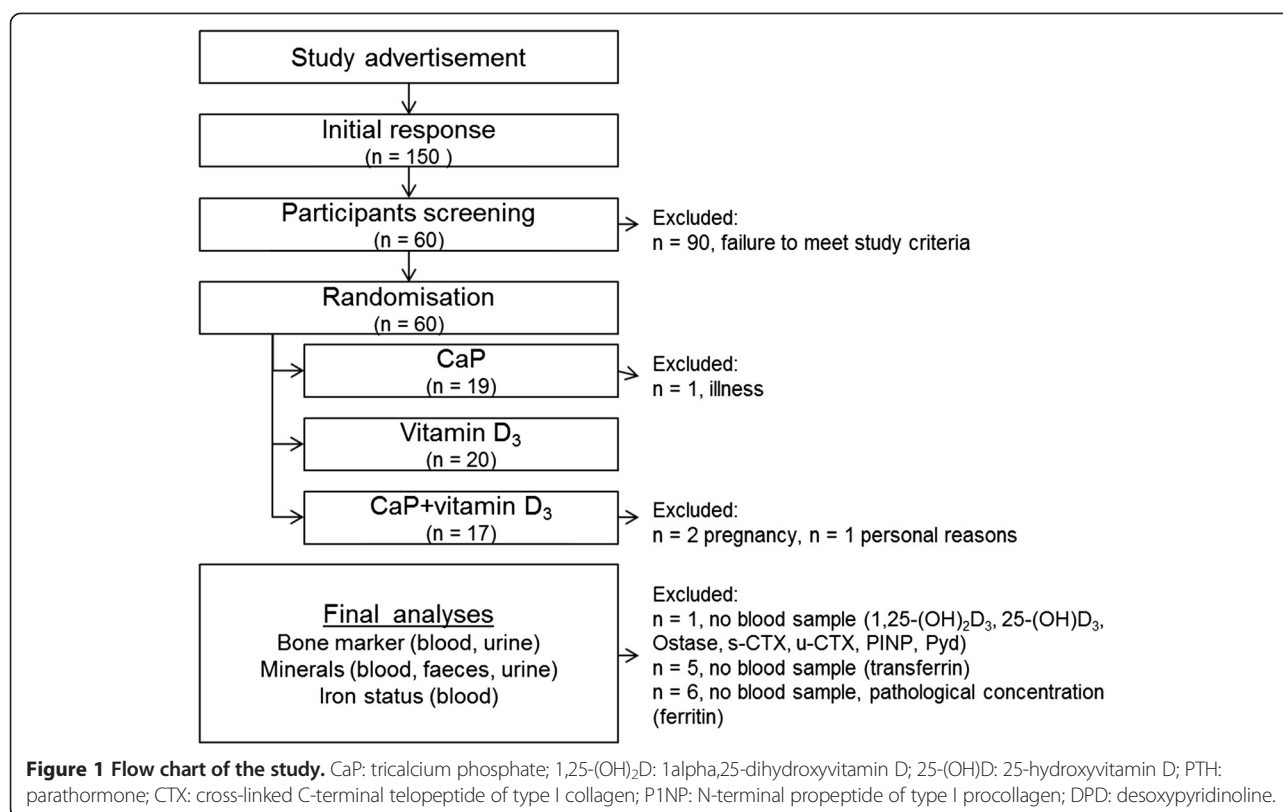 Study advertisement
Initial response
(n = 150 )
Participants screening
(n = 60)
Excluded:
n = 90, failure to meet study criteria
Randomisation
(n = 60)
CaP
(n = 19)
Excluded:
n = 1, illness
Vitamin D₃
(n = 20)
CaP+vitamin D₃
(n = 17)
Excluded:
n = 2 pregnancy, n = 1 personal reasons
Final analyses
Bone marker (blood, urine)
Minerals (blood, faeces, urine)
Iron status (blood)
Excluded:
n = 1, no blood sample (1,25-(OH)₂D₃, 25-(OH)D₃,
Ostase, s-CTX, u-CTX, PINP, Pyd)
n = 5, no blood sample (transferrin)
n = 6, no blood sample, pathological concentration
(ferritin)
Figure 1 Flow chart of the study. CaP: tricalcium phosphate; 1,25-(OH)₂D: 1alpha,25-dihydroxyvitamin D; 25-(OH)D: 25-hydroxyvitamin D; PTH:
parathormone; CTX: cross-linked C-terminal telopeptide of type I collagen; P1NP: N-terminal propeptide of type I procollagen; DPD: desoxypyridinoline.